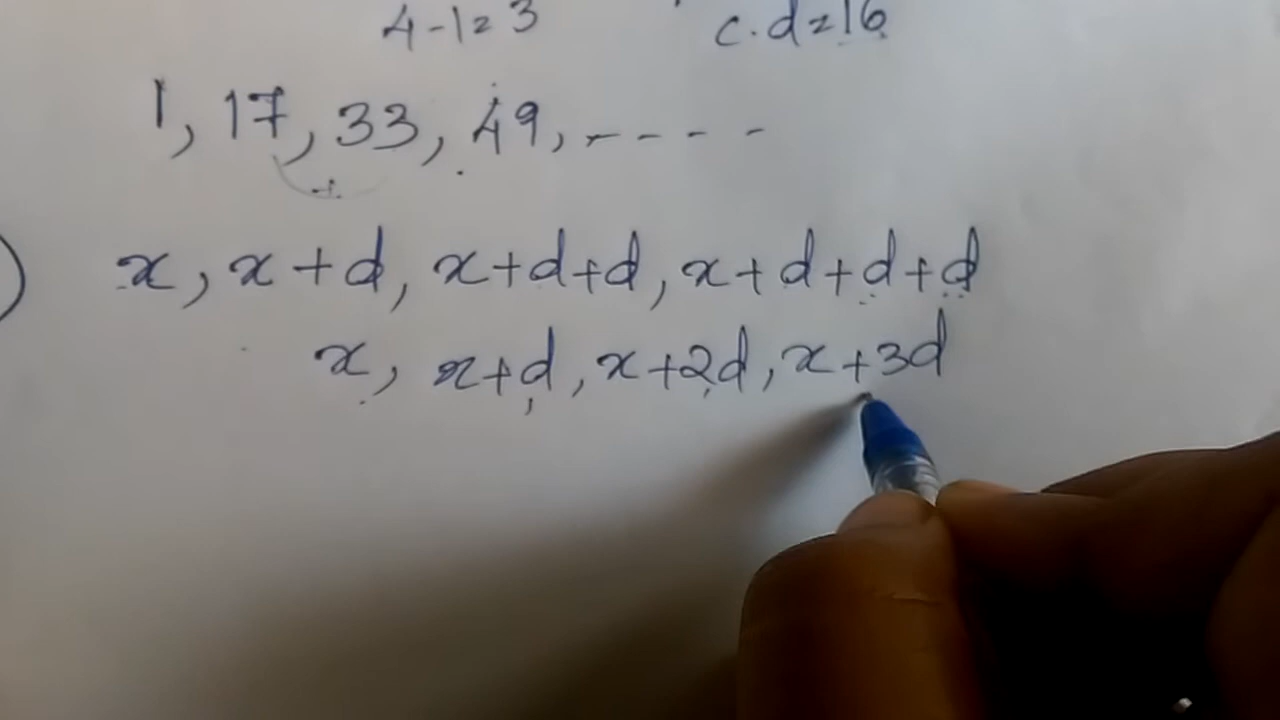 4-1=3 c.d=16
1, 17, 33, 49, ----
) x, x+d, x+d+d, x+d+d+d
x, x+d, x+2d, x+3d